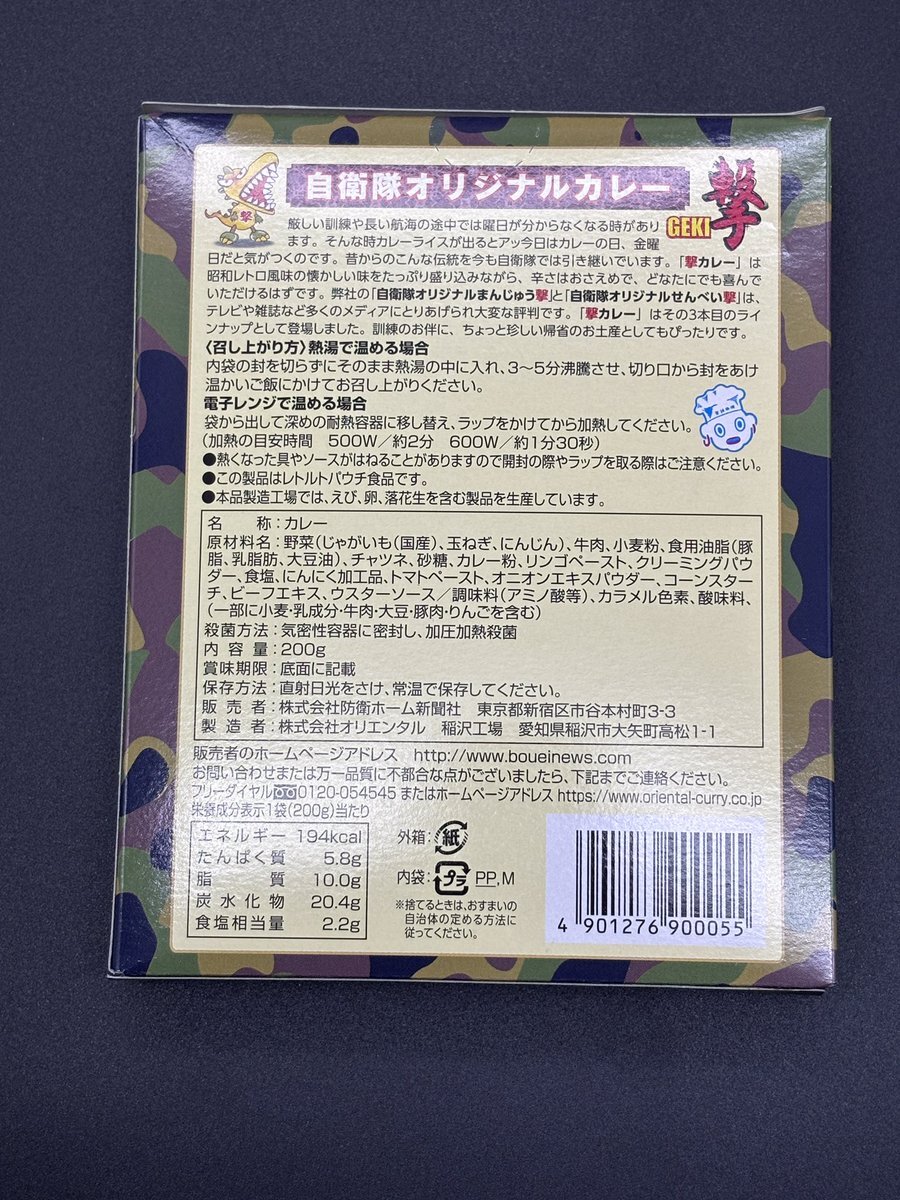 自衛隊オリジナルカレー
撃
GEKI
撃
厳しい訓練や長い航海の途中では曜日が分からなくなる時があり
ます。そんな時カレーライスが出るとアッ今日はカレーの日、金曜
日だと気がつくのです。昔からのこんな伝統を今も自衛隊では引き継いでいます。「撃カレー」は
昭和レトロ風味の懐かしい味をたっぷり盛り込みながら、辛さはおさえめで、どなたにでも喜んで
いただけるはずです。弊社の「自衛隊オリジナルまんじゅう撃」と「自衛隊オリジナルせんべい撃」は、
テレビや雑誌など多くのメディアにとりあげられ大変な評判です。「撃カレー」はその3本目のライ
ンナップとして登場しました。訓練のお伴に、ちょっと珍しい帰省のお土産としてもぴったりです。
〈召し上がり方〉熱湯で温める場合
内袋の封を切らずにそのまま熱湯の中に入れ、3〜5分沸騰させ、切り口から封をあけ
温かいご飯にかけてお召し上がりください。
電子レンジで温める場合
袋から出して深めの耐熱容器に移し替え、ラップをかけてから加熱してください。
(加熱の目安時間 500W/約2分 600W/約1分30秒)
●熱くなった具やソースがはねることがありますので開封の際やラップを取る際はご注意ください。
●この製品はレトルトパウチ食品です。
●本品製造工場では、えび、卵、落花生を含む製品を生産しています。
名称:カレー
原材料名:野菜(じゃがいも(国産)、玉ねぎ、にんじん)、牛肉、小麦粉、食用油脂(豚
脂、乳脂肪、大豆油)、チャツネ、砂糖、カレー粉、リンゴペースト、クリーミングパウ
ダー、食塩、にんにく加工品、トマトペースト、オニオンエキスパウダー、コーンスター
チ、ビーフエキス、ウスターソース/調味料(アミノ酸等)、カラメル色素、酸味料、
(一部に小麦・乳成分・牛肉・大豆・豚肉・りんごを含む)
殺菌方法:気密性容器に密封し、加圧加熱殺菌
内容量:200g
賞味期限:底面に記載
保存方法:直射日光をさけ、常温で保存してください。
販売者:株式会社防衛ホーム新聞社 東京都新宿区市谷本村町3-3
製造者:株式会社オリエンタル 稲沢工場 愛知県稲沢市大矢町高松1-1
販売者のホームページアドレス http://www.boueinews.com
お問い合わせまたは万一品質に不都合な点がございましたら、下記までご連絡ください。
フリーダイヤル0120-054545 またはホームページアドレス https://www.oriental-curry.co.jp
栄養成分表示1袋(200g)当たり
エネルギー 194kcal
たんぱく質 5.8g
脂質 10.0g
炭水化物 20.4g
食塩相当量 2.2g
外箱:紙
内袋:プラ PP,M
※捨てるときは、おすまいの
自治体の定める方法に
従ってください。
4 901276 900055